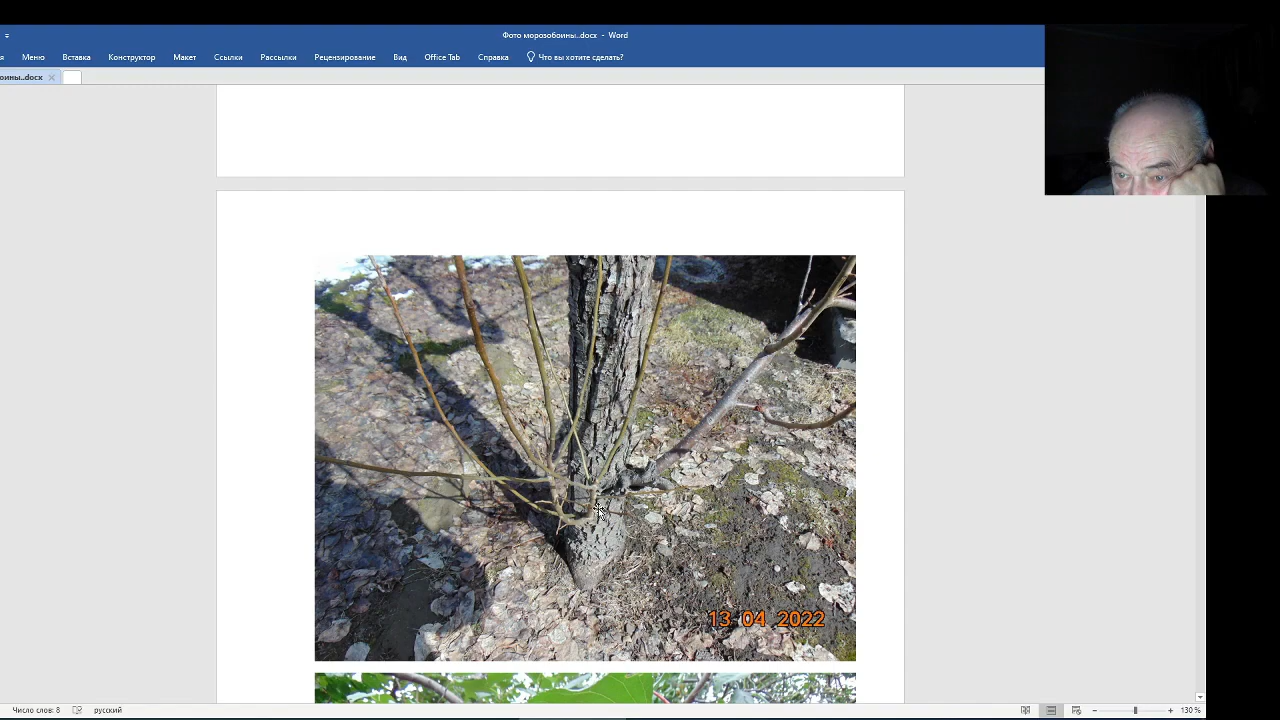 Фото морозобоины..docx - Word
я Меню Вставка Конструктор Макет Ссылки Рассылки Рецензирование Вид Office Tab Справка Что вы хотите сделать?
оины..docx
13 04 2022
Число слов: 8 русский 130 %